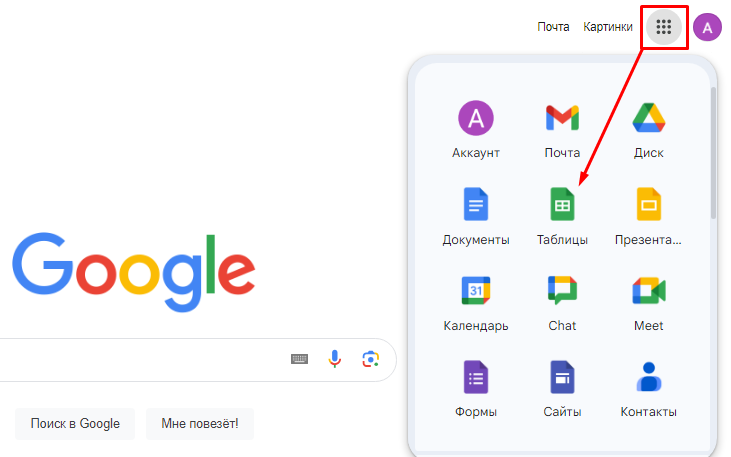 Почта Картинки A
A
Аккаунт Почта Диск
Документы Таблицы Презента...
Google
31
Календарь Chat Meet
Формы Сайты Контакты
Поиск в Google Мне повезёт!